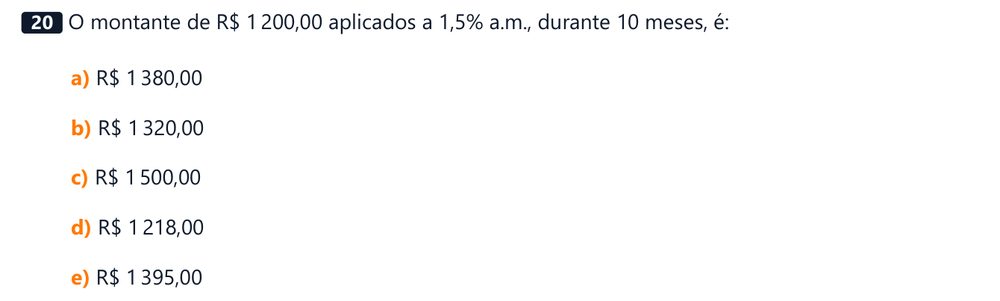 20 O montante de R$ 1 200,00 aplicados a 1,5% a.m., durante 10 meses, é:
a) R$ 1 380,00
b) R$ 1 320,00
c) R$ 1 500,00
d) R$ 1 218,00
e) R$ 1 395,00